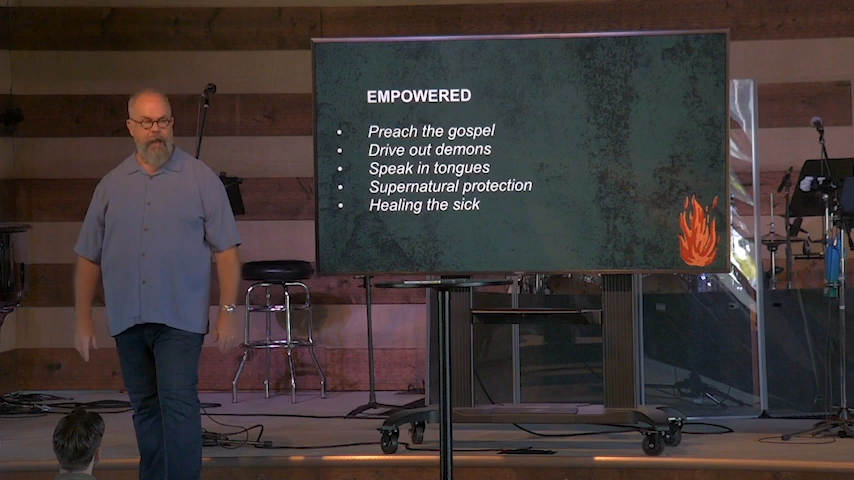 EMPOWERED
• Preach the gospel
• Drive out demons
• Speak in tongues
• Supernatural protection
• Healing the sick